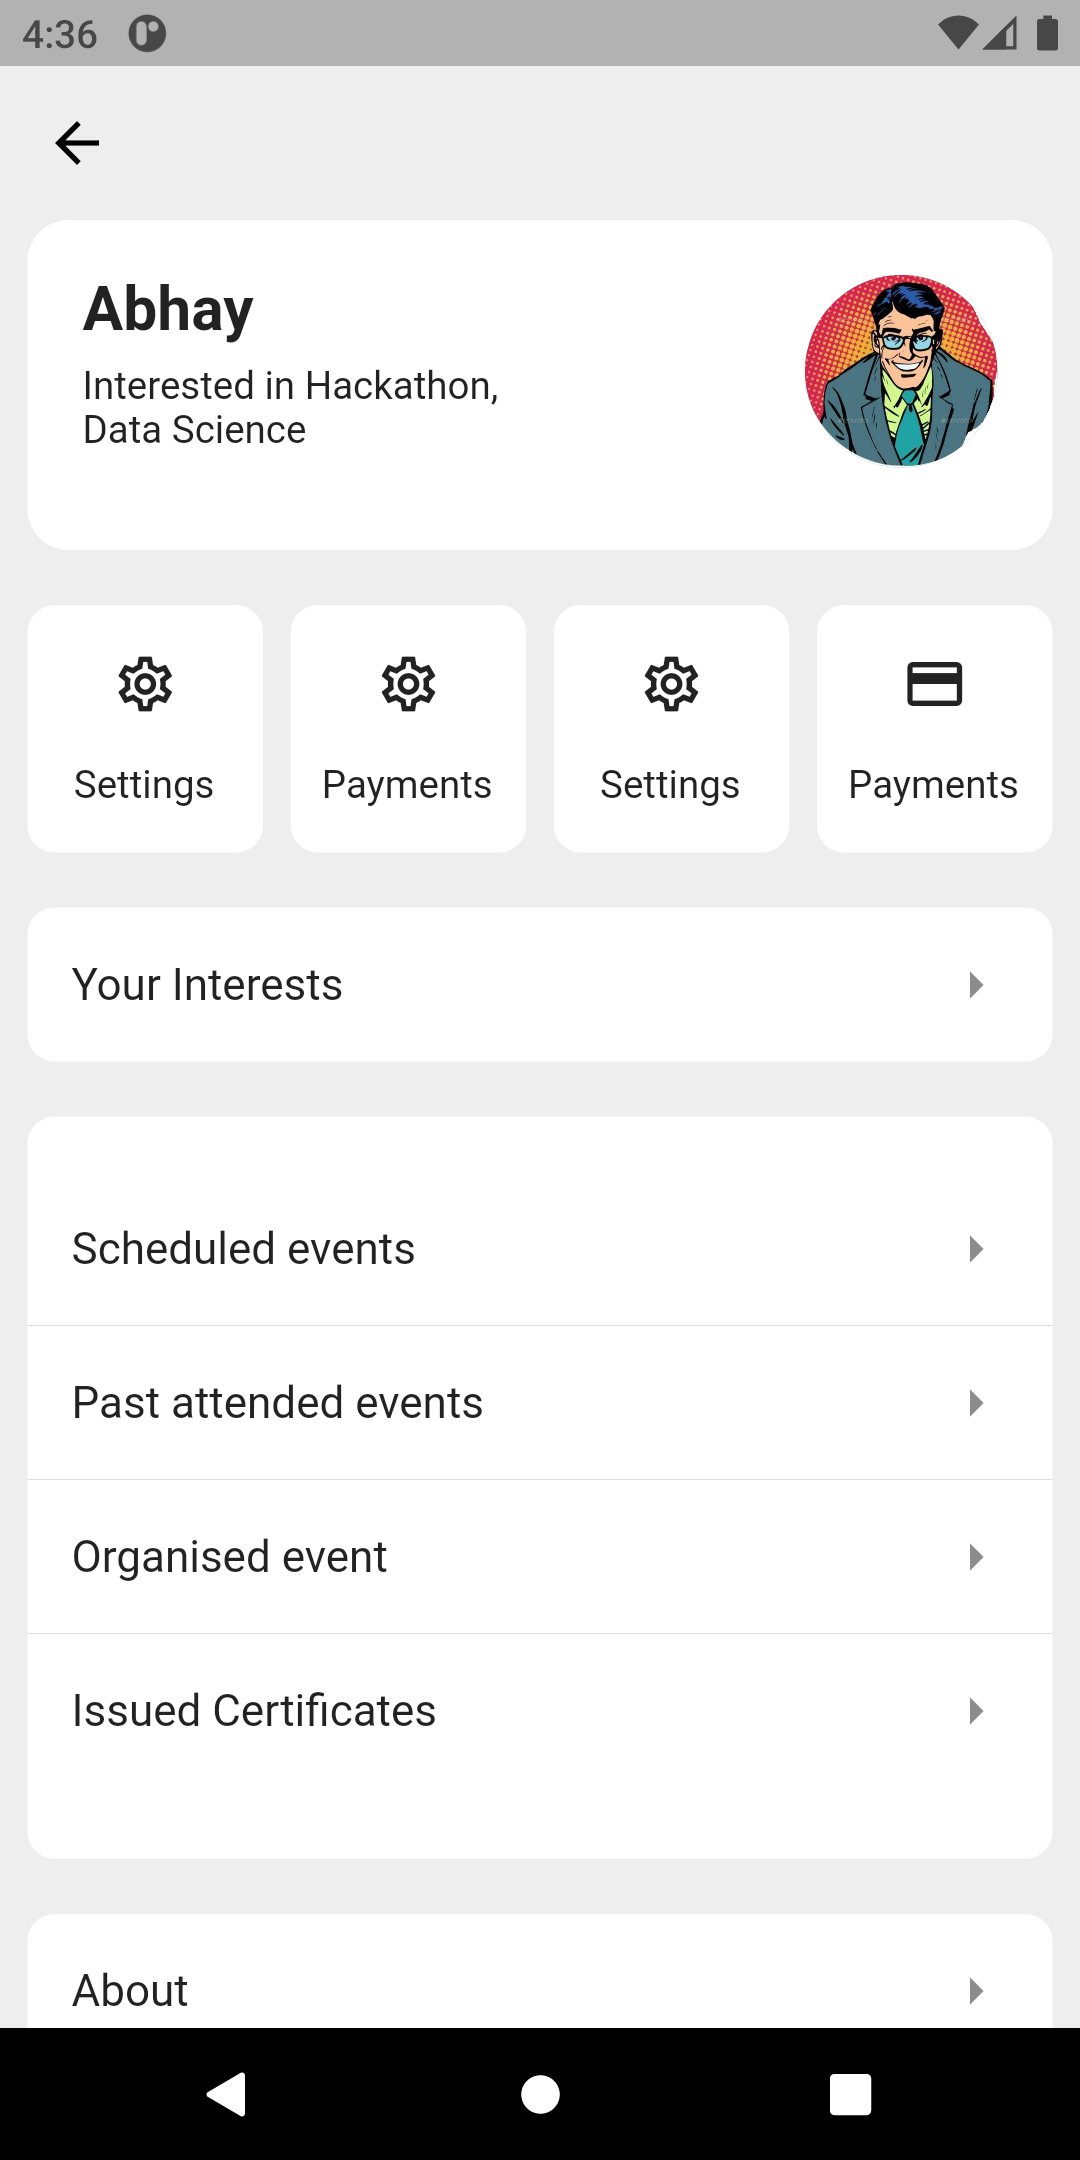 4:36
Abhay
Interested in Hackathon,
Data Science
Settings
Payments
Settings
Payments
Your Interests
Scheduled events
Past attended events
Organised event
Issued Certificates
About